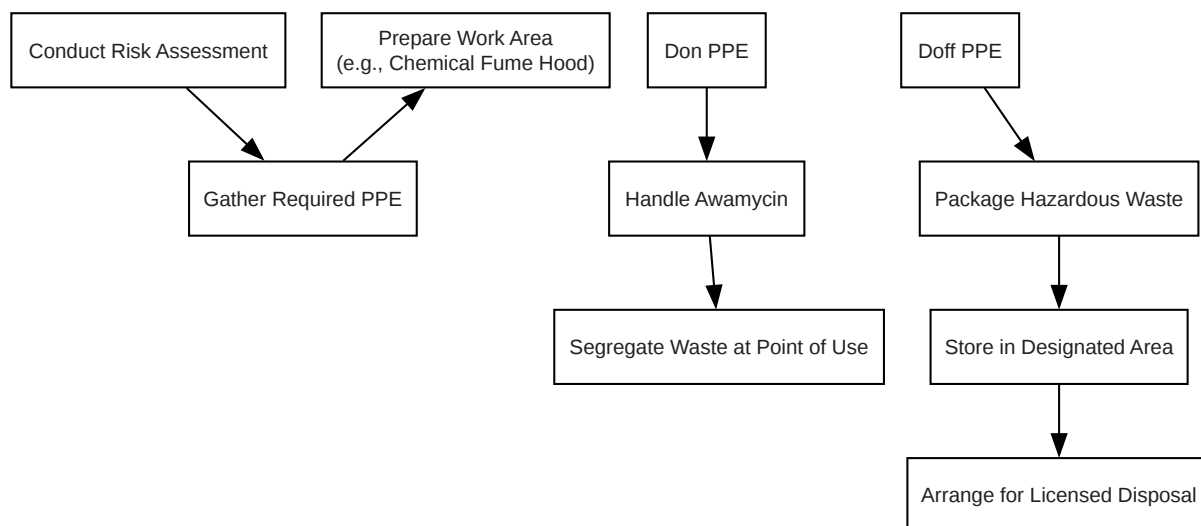 Conduct Risk Assessment
Prepare Work Area
(e.g., Chemical Fume Hood)
Don PPE
Doff PPE
Gather Required PPE
Handle Awamycin
Package Hazardous Waste
Segregate Waste at Point of Use
Store in Designated Area
Arrange for Licensed Disposal